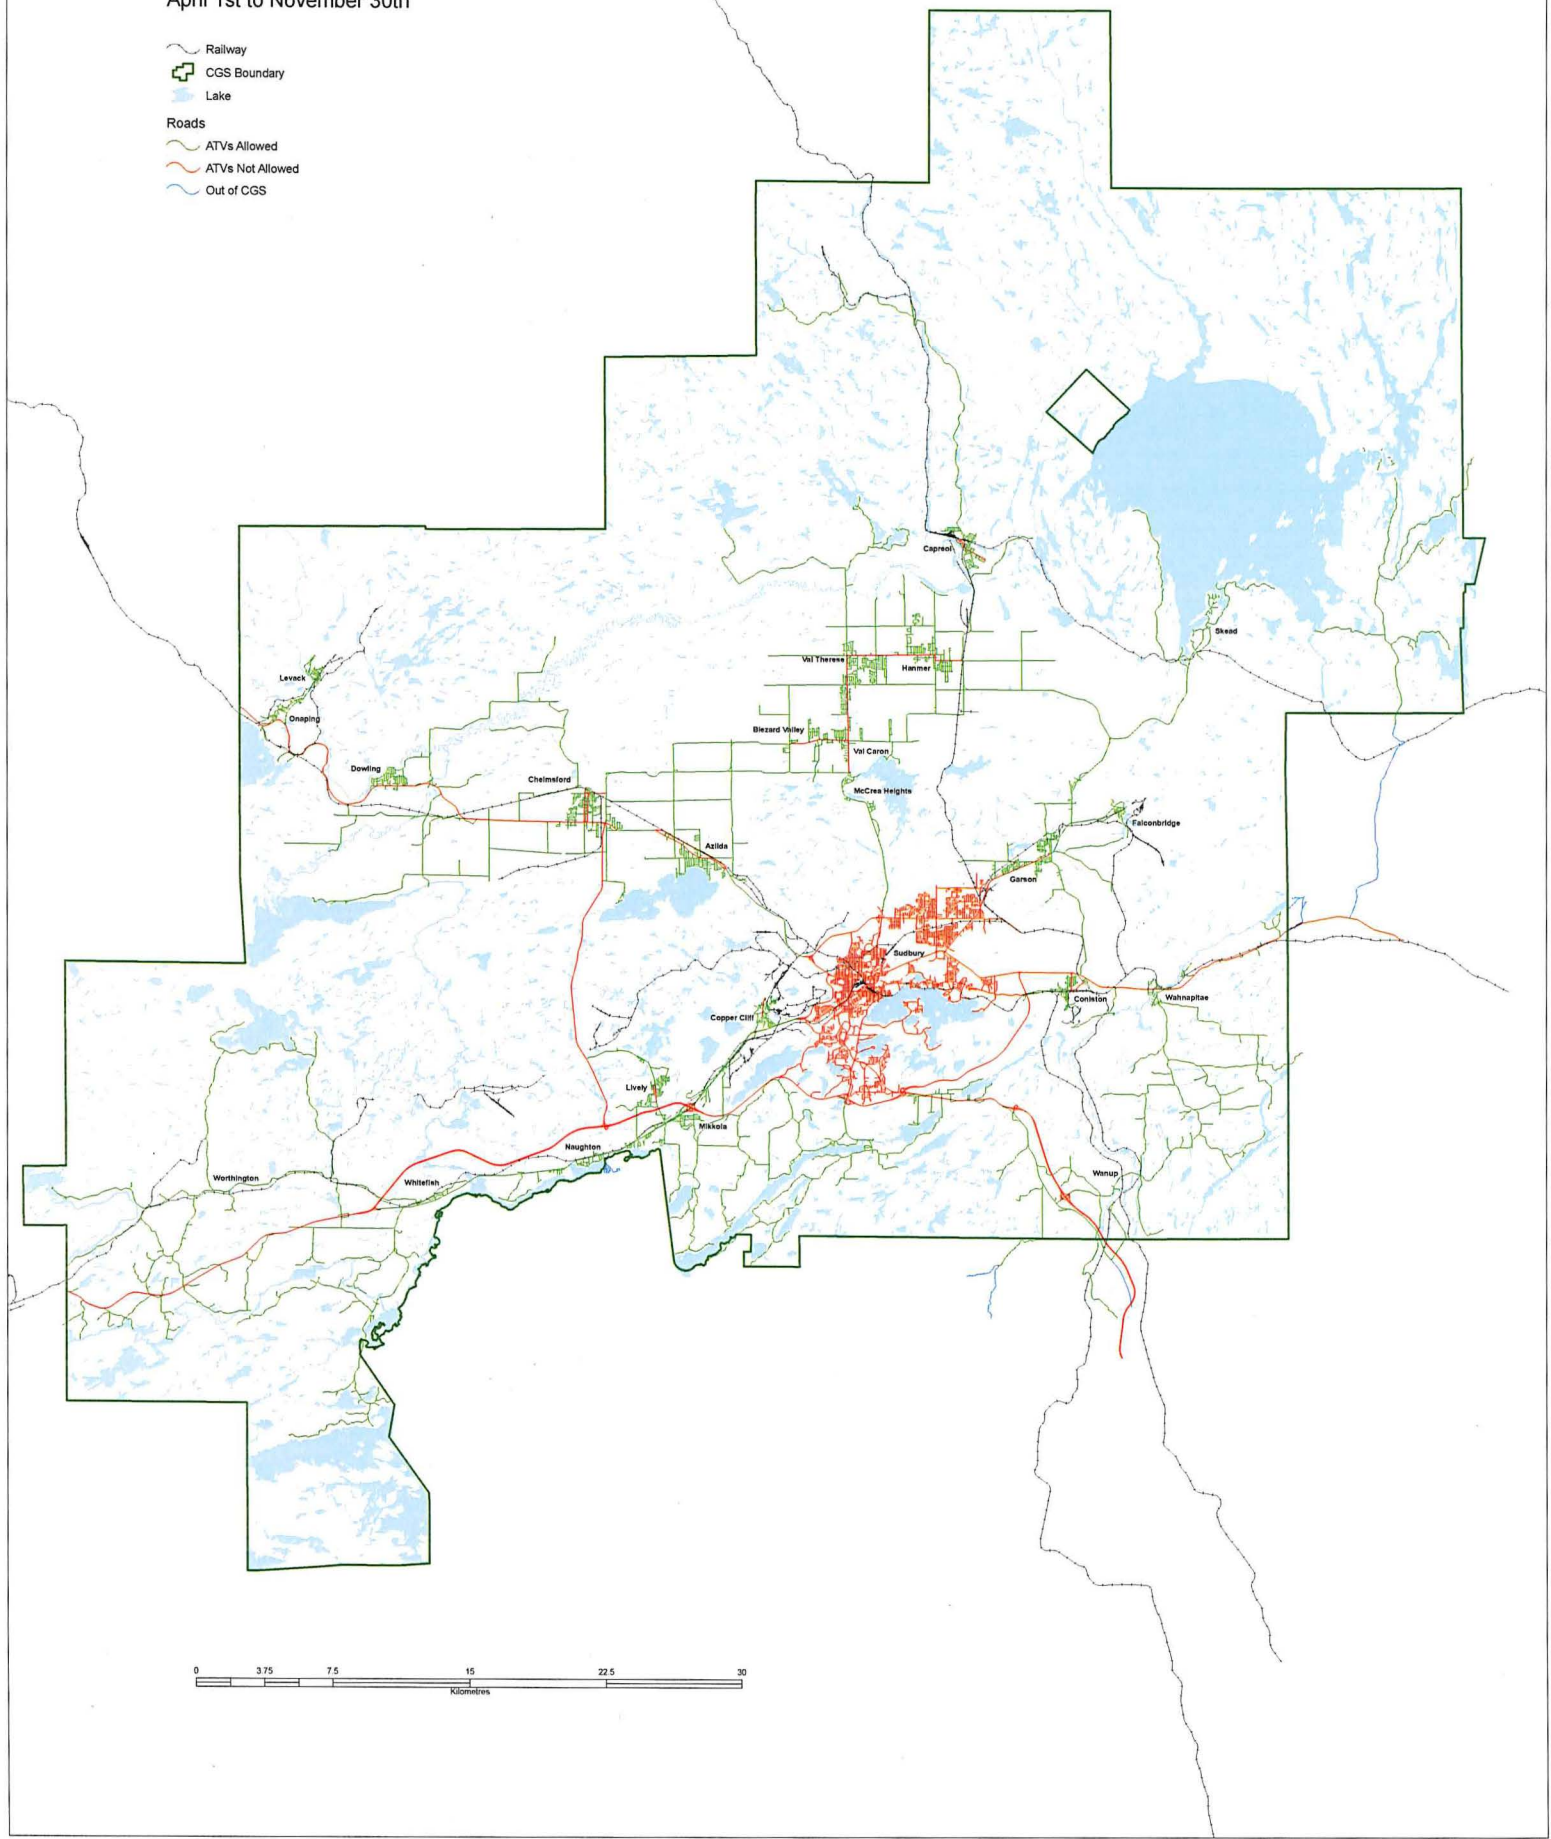 April 1st to November 30th
Railway
CGS Boundary
Lake
Roads
ATVs Allowed
ATVs Not Allowed
Out of CGS
Capreol
Skead
Val Therese
Hanmer
Levack
Onaping
Blezard Valley
Val Caron
Dowling
Chelmsford
McCrea Heights
Falconbridge
Azilda
Garson
Sudbury
Coniston
Wahnapitae
Copper Cliff
Lively
Mikkola
Naughton
Wanup
Worthington
Whitefish
0 3.75 7.5 15 22.5 30
Kilometres